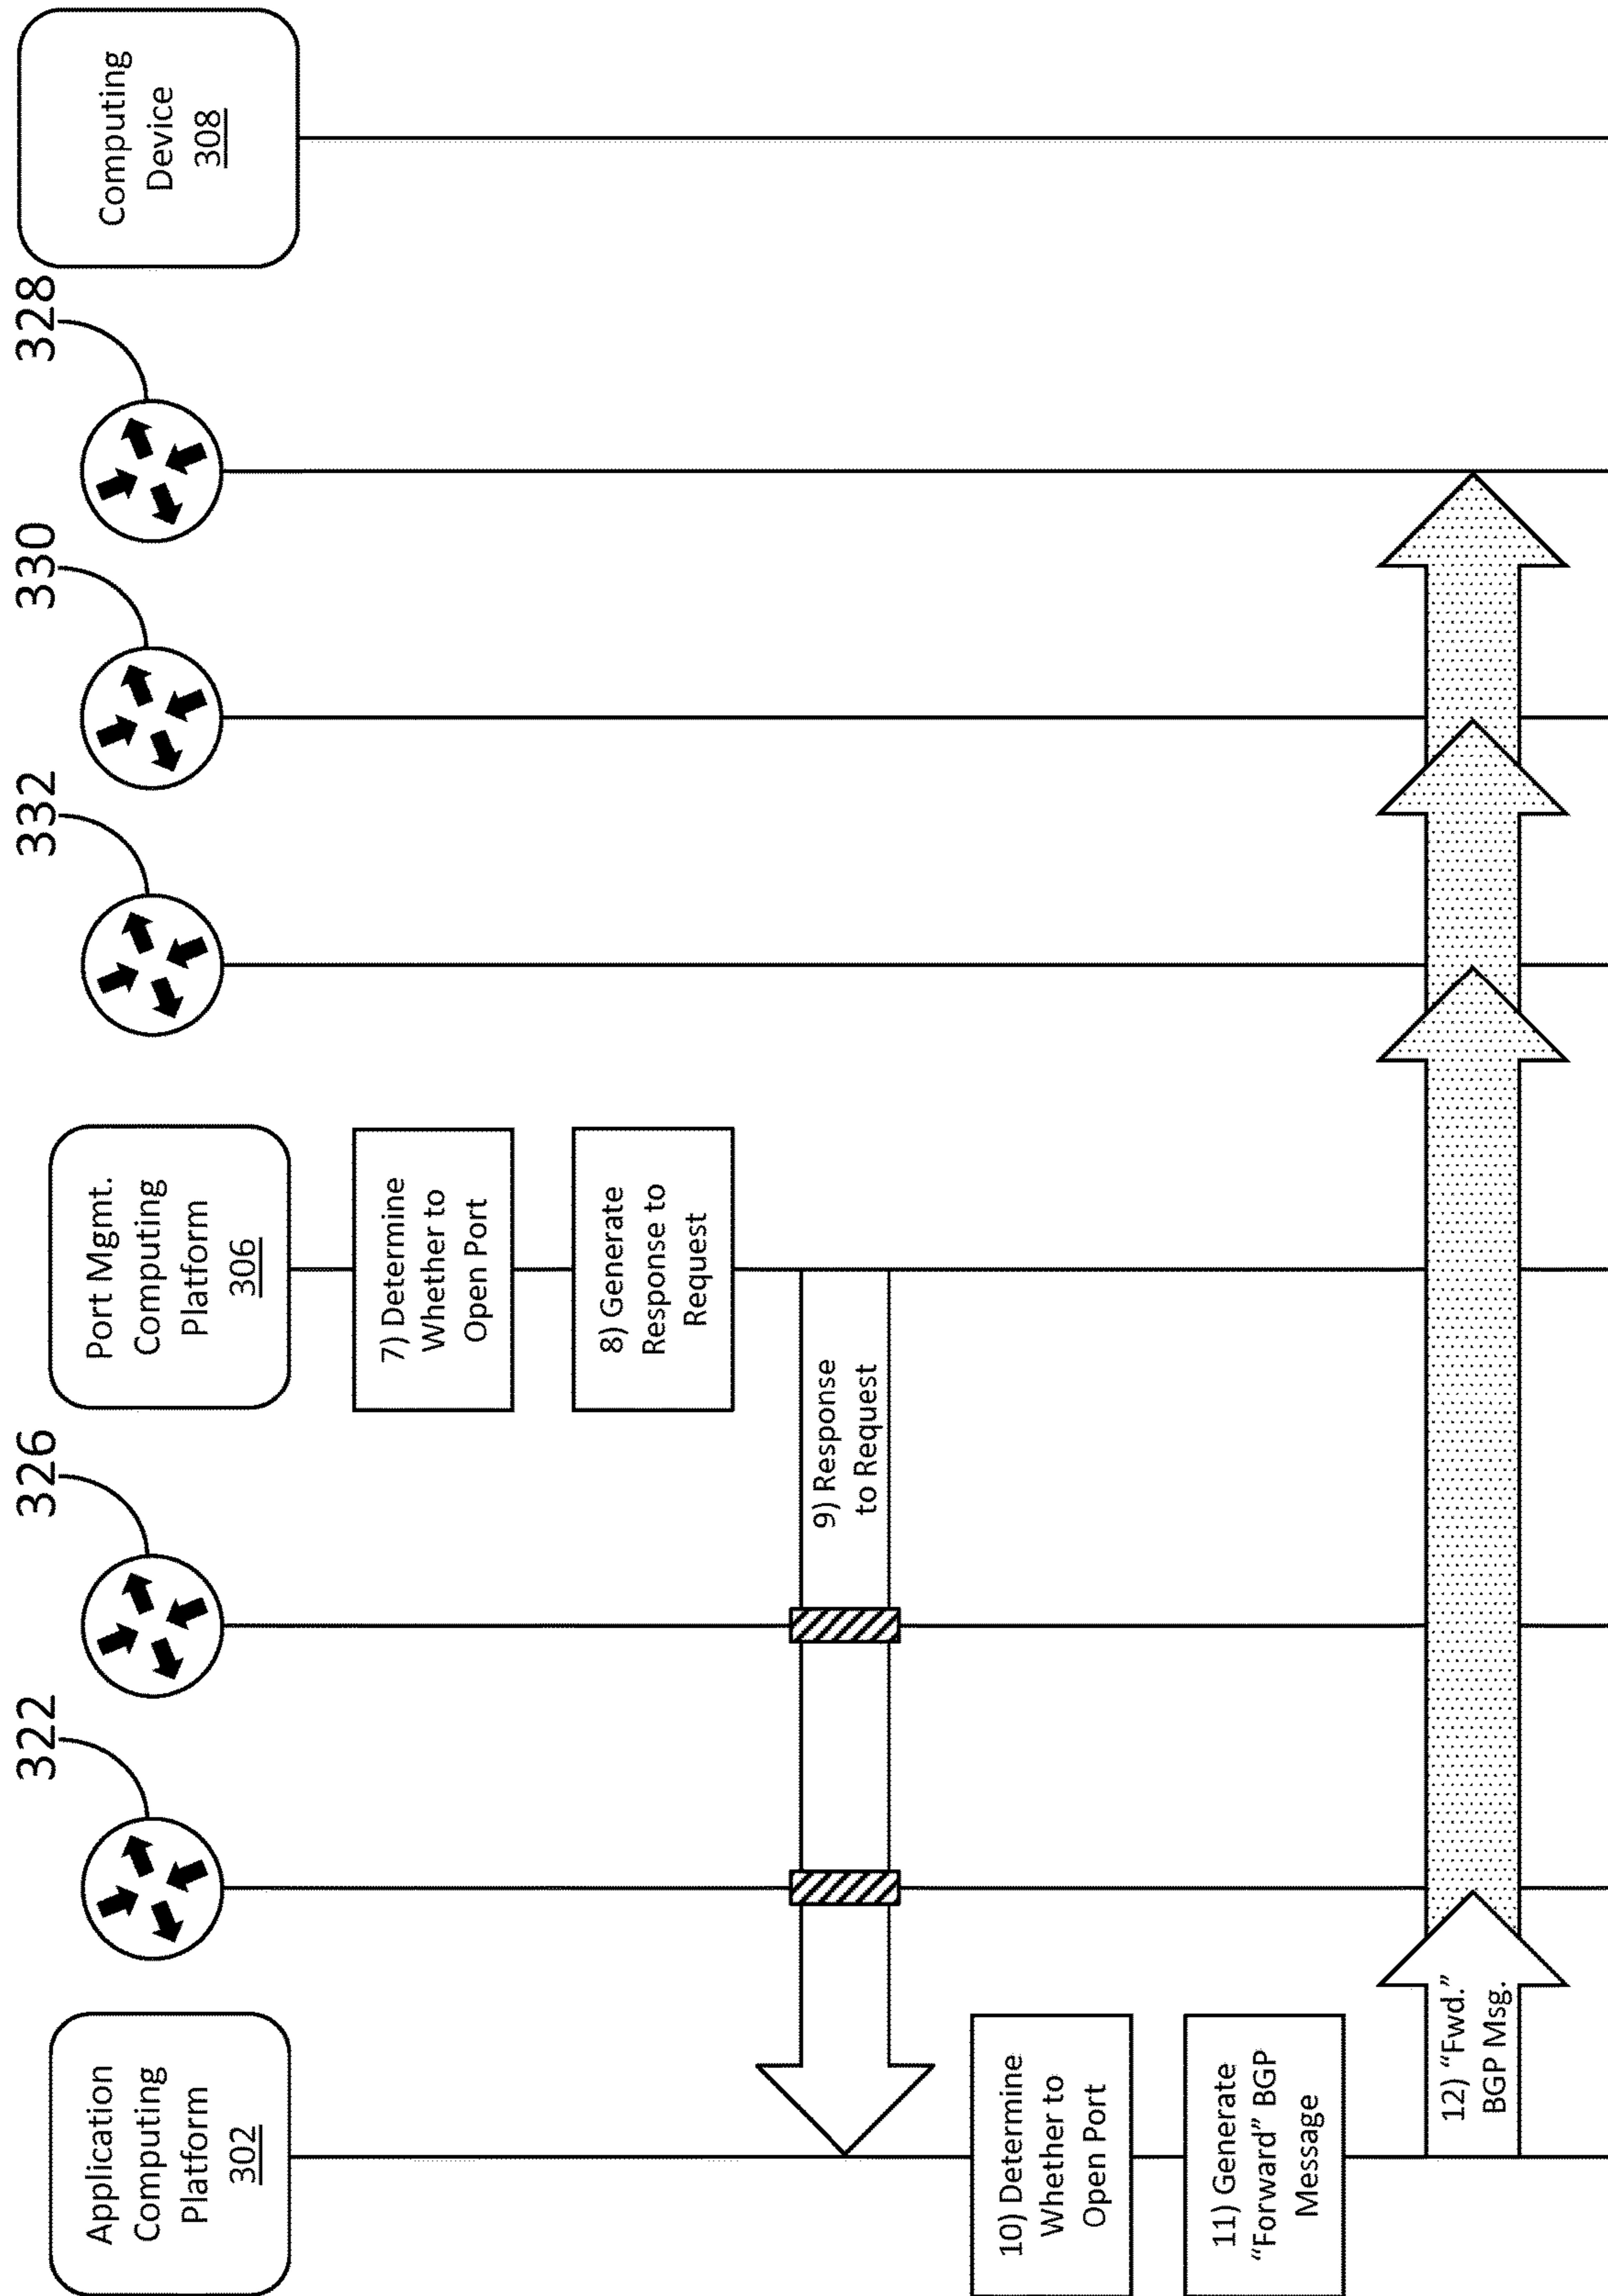 Application
Computing
Platform
302
322
326
Port Mgmt.
Computing
Platform
306
332
330
328
Computing
Device
308
7) Determine
Whether to
Open Port
8) Generate
Response to
Request
9) Response
to Request
10) Determine
Whether to
Open Port
11) Generate
“Forward” BGP
Message
12) “Fwd.”
BGP Msg.